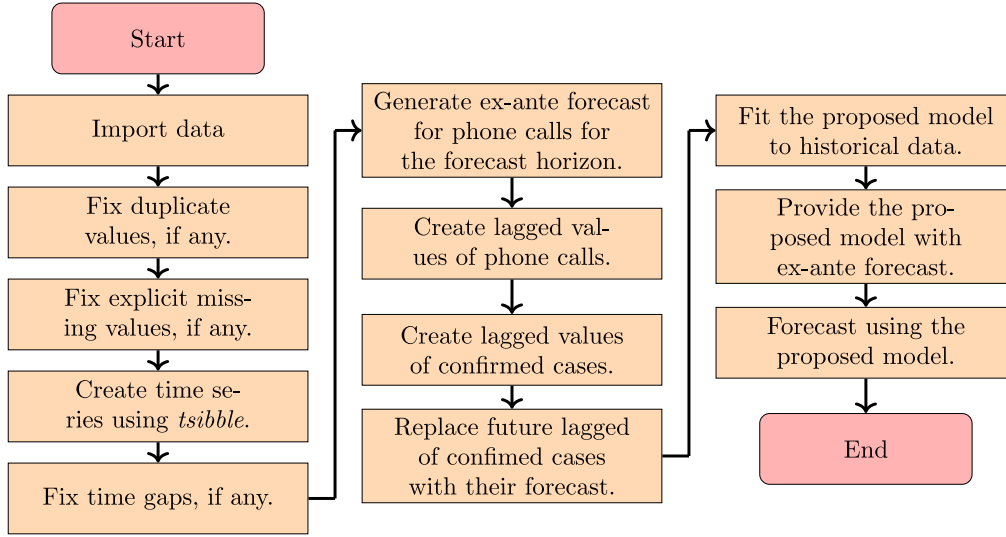 Start
Import data
Fix duplicate
values, if any.
Fix explicit miss-
ing values, if any.
Create time se-
ries using tsibble.
Fix time gaps, if any.
Generate ex-ante forecast
for phone calls for
the forecast horizon.
Create lagged val-
ues of phone calls.
Create lagged values
of confirmed cases.
Replace future lagged
of confimed cases
with their forecast.
Fit the proposed model
to historical data.
Provide the pro-
posed model with
ex-ante forecast.
Forecast using the
proposed model.
End